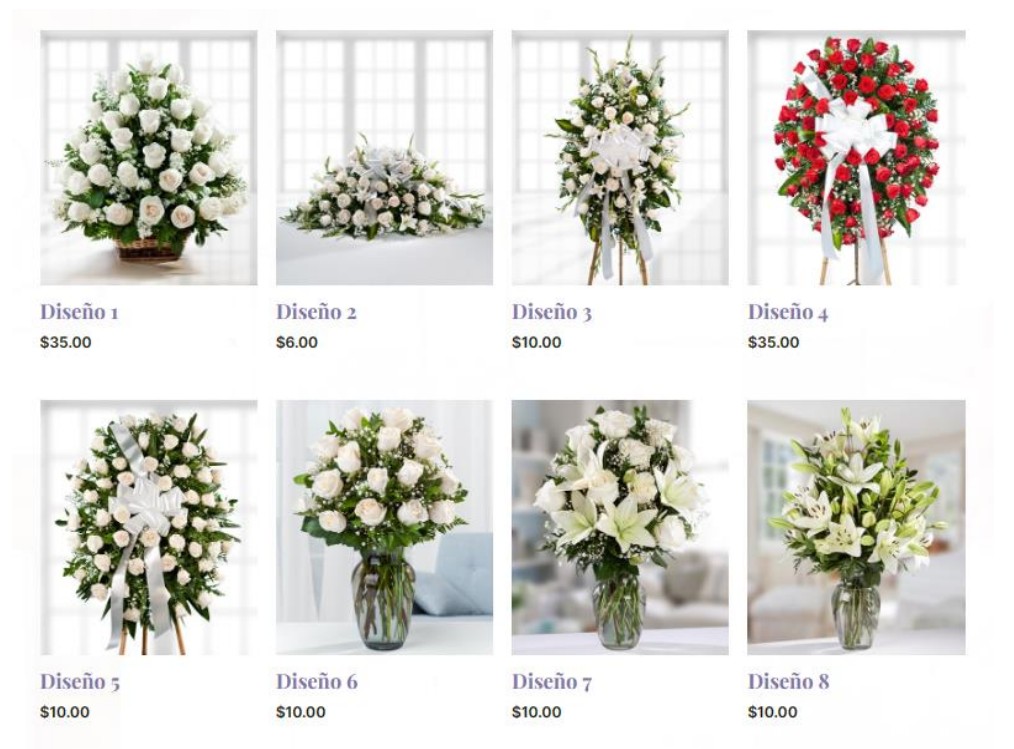 Diseño 1
$35.00
Diseño 2
$6.00
Diseño 3
$10.00
Diseño 4
$35.00
Diseño 5
$10.00
Diseño 6
$10.00
Diseño 7
$10.00
Diseño 8
$10.00